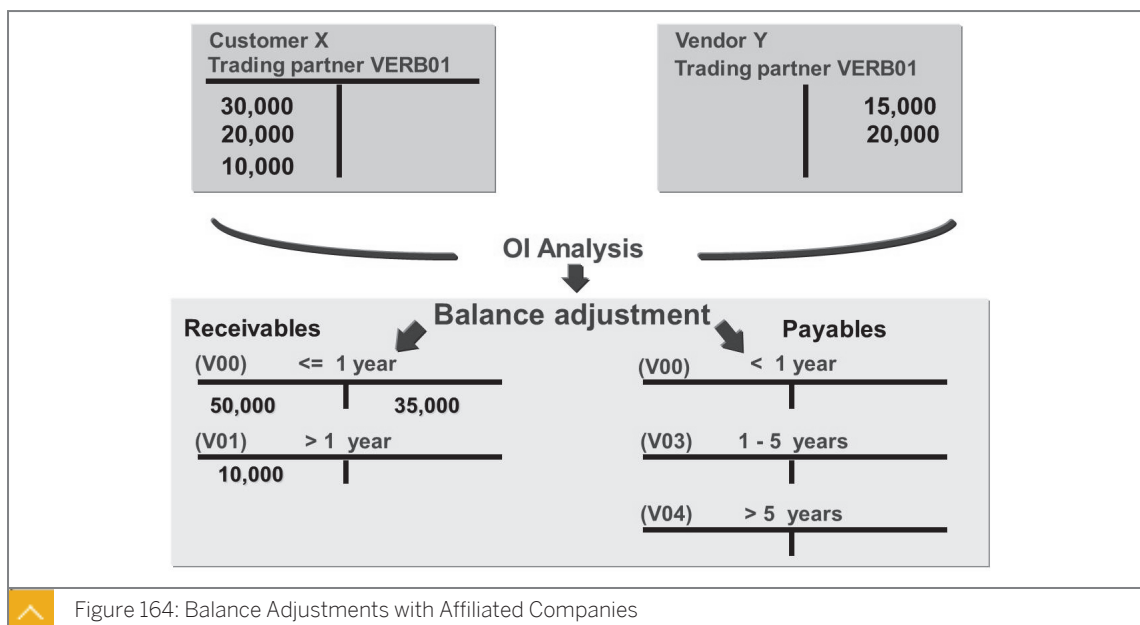 Customer X
Trading partner VERB01
30,000
20,000
10,000
Vendor Y
Trading partner VERB01
15,000
20,000
OI Analysis
Balance adjustment
Receivables
(V00) <= 1 year
50,000 35,000
(V01) > 1 year
10,000
Payables
(V00) < 1 year
(V03) 1 - 5 years
(V04) > 5 years
Figure 164: Balance Adjustments with Affiliated Companies